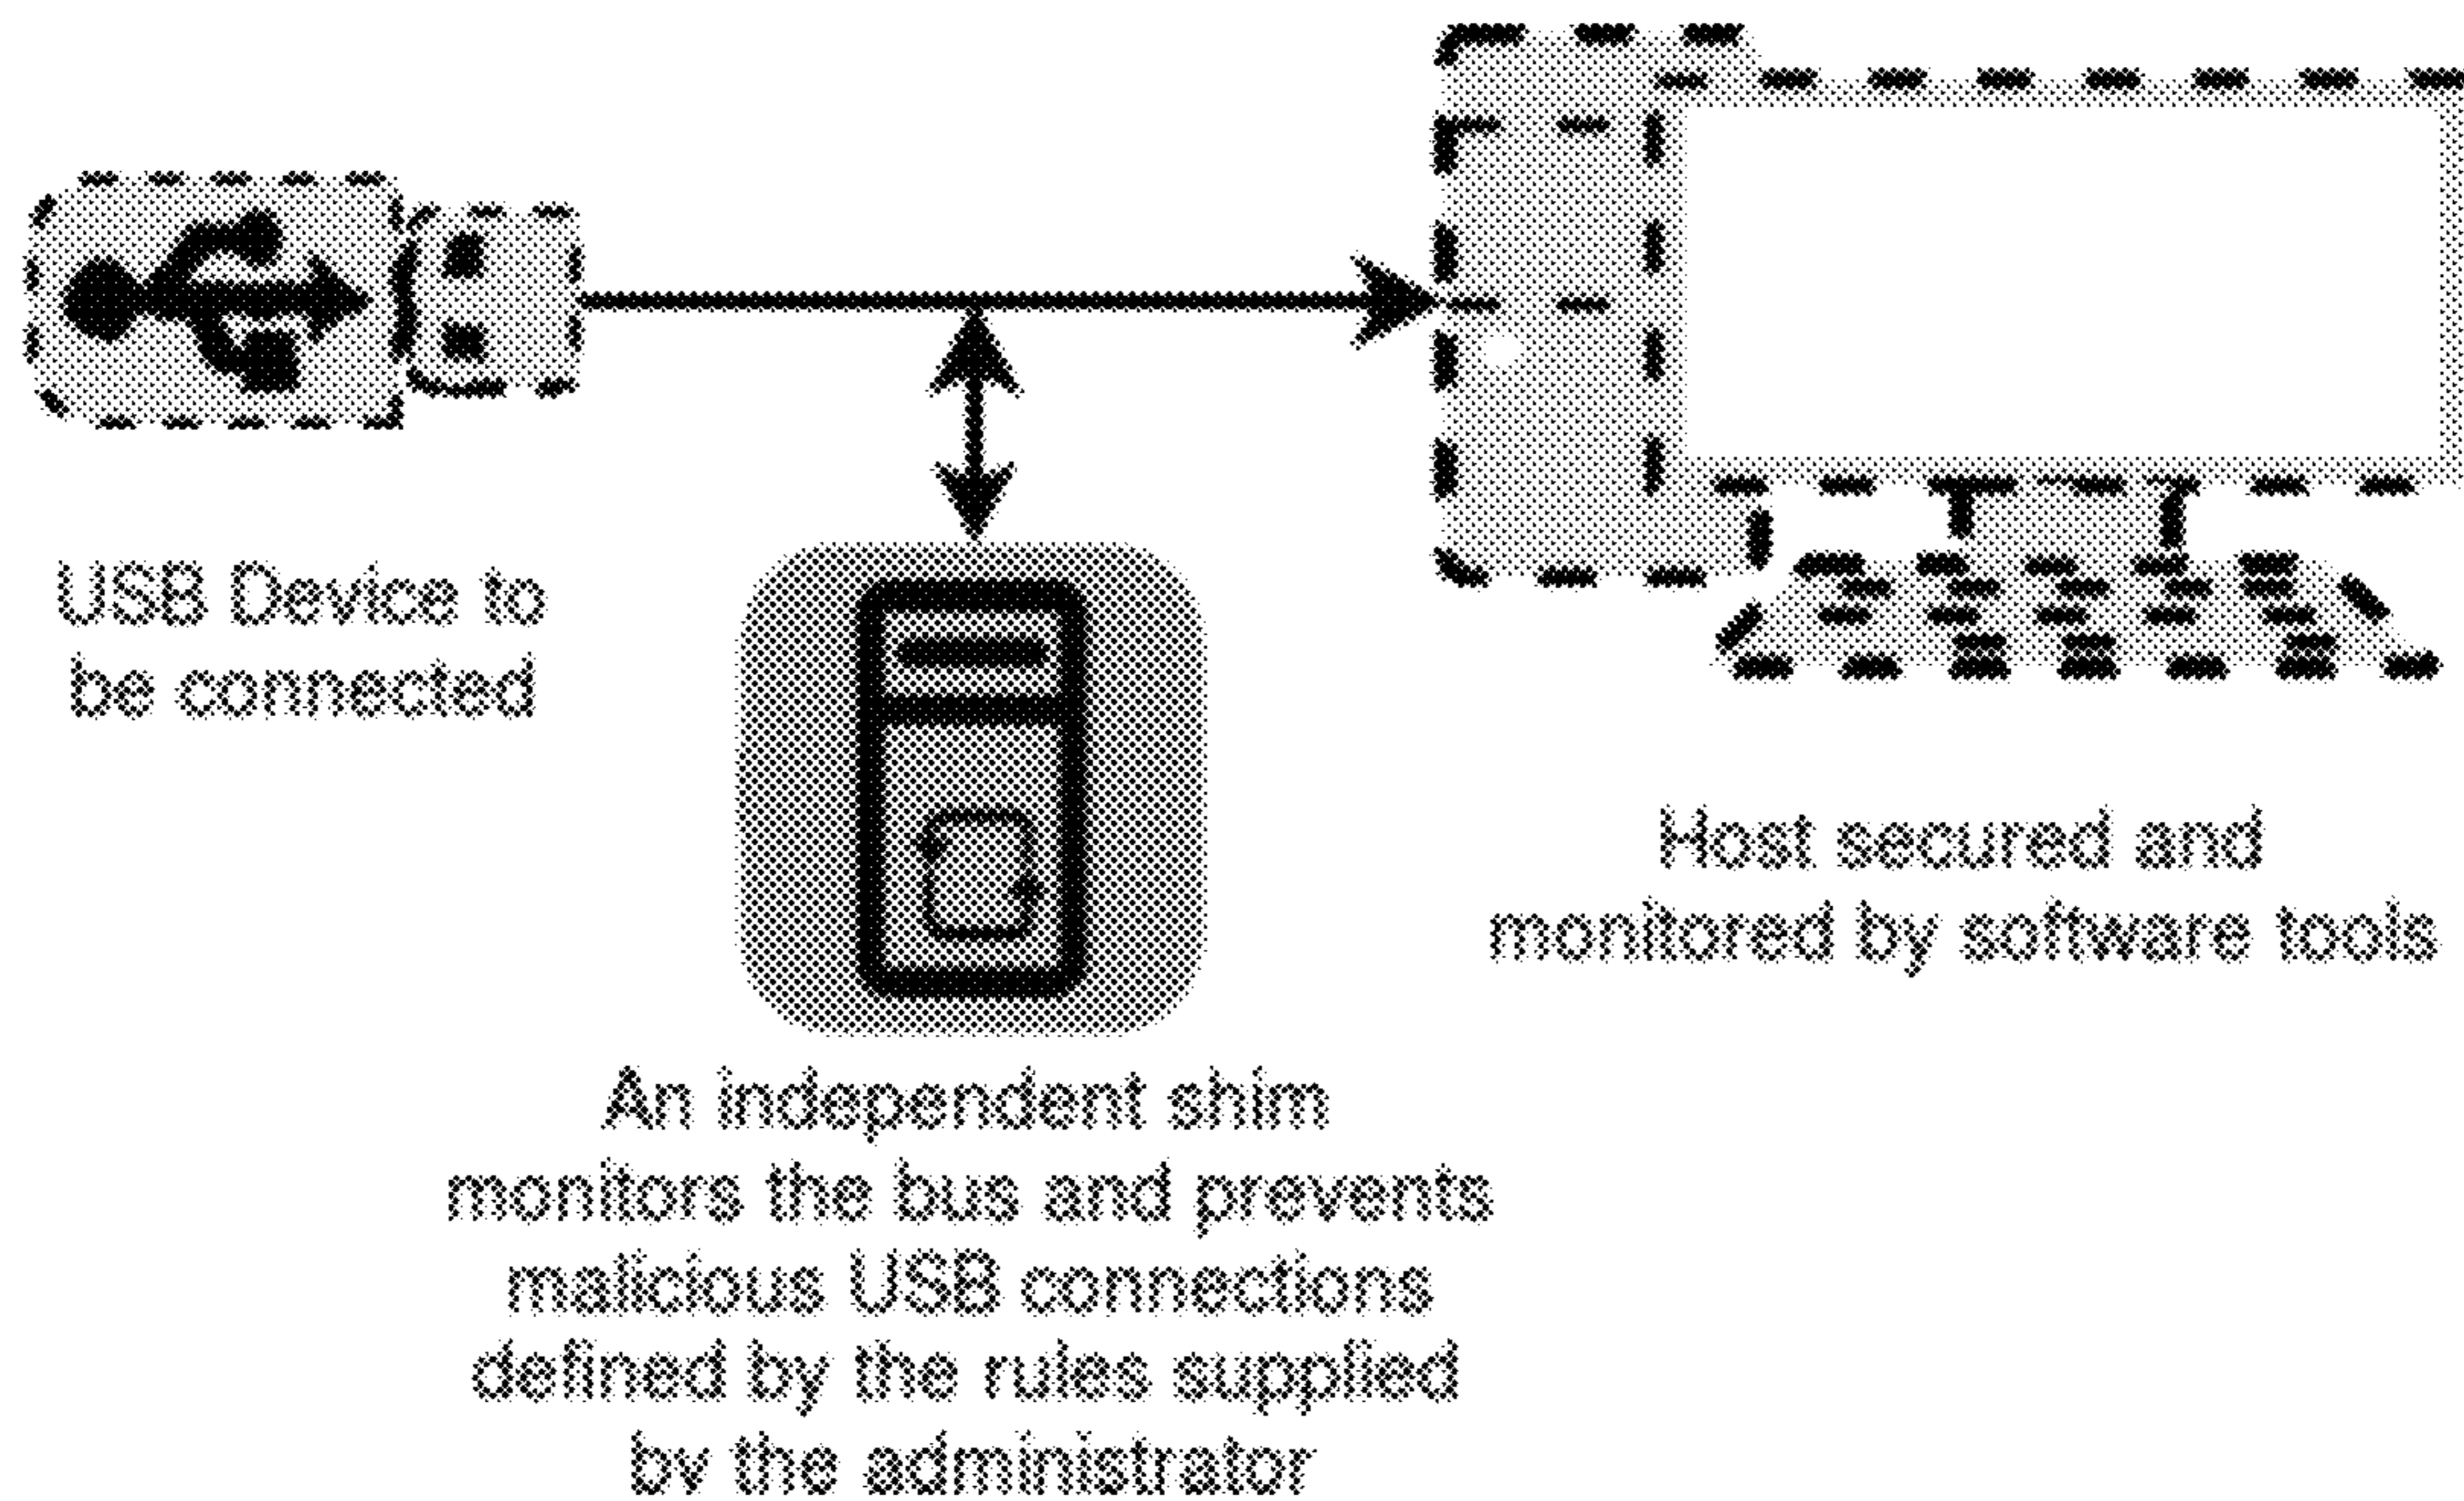 USB Device to
be connected
Host secured and
monitored by software tools
An independent shim
monitors the bus and prevents
malicious USB connections
defined by the rules supplied
by the administrator